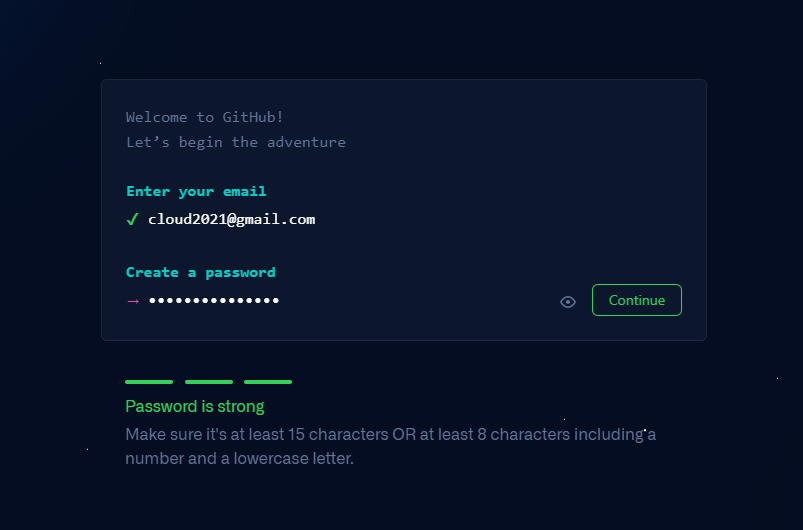 Welcome to GitHub!
Let’s begin the adventure
Enter your email
✓ cloud2021@gmail.com
Create a password
→ •••••••••••••••
Continue
Password is strong
Make sure it's at least 15 characters OR at least 8 characters including a
number and a lowercase letter.